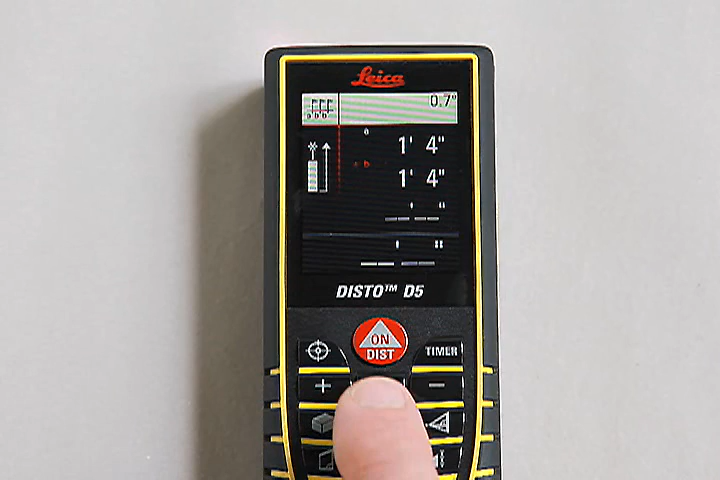 Leica
0.7°
1' 4"
1' 4"
DISTO™ D5
ON
DIST
TIMER
+
−